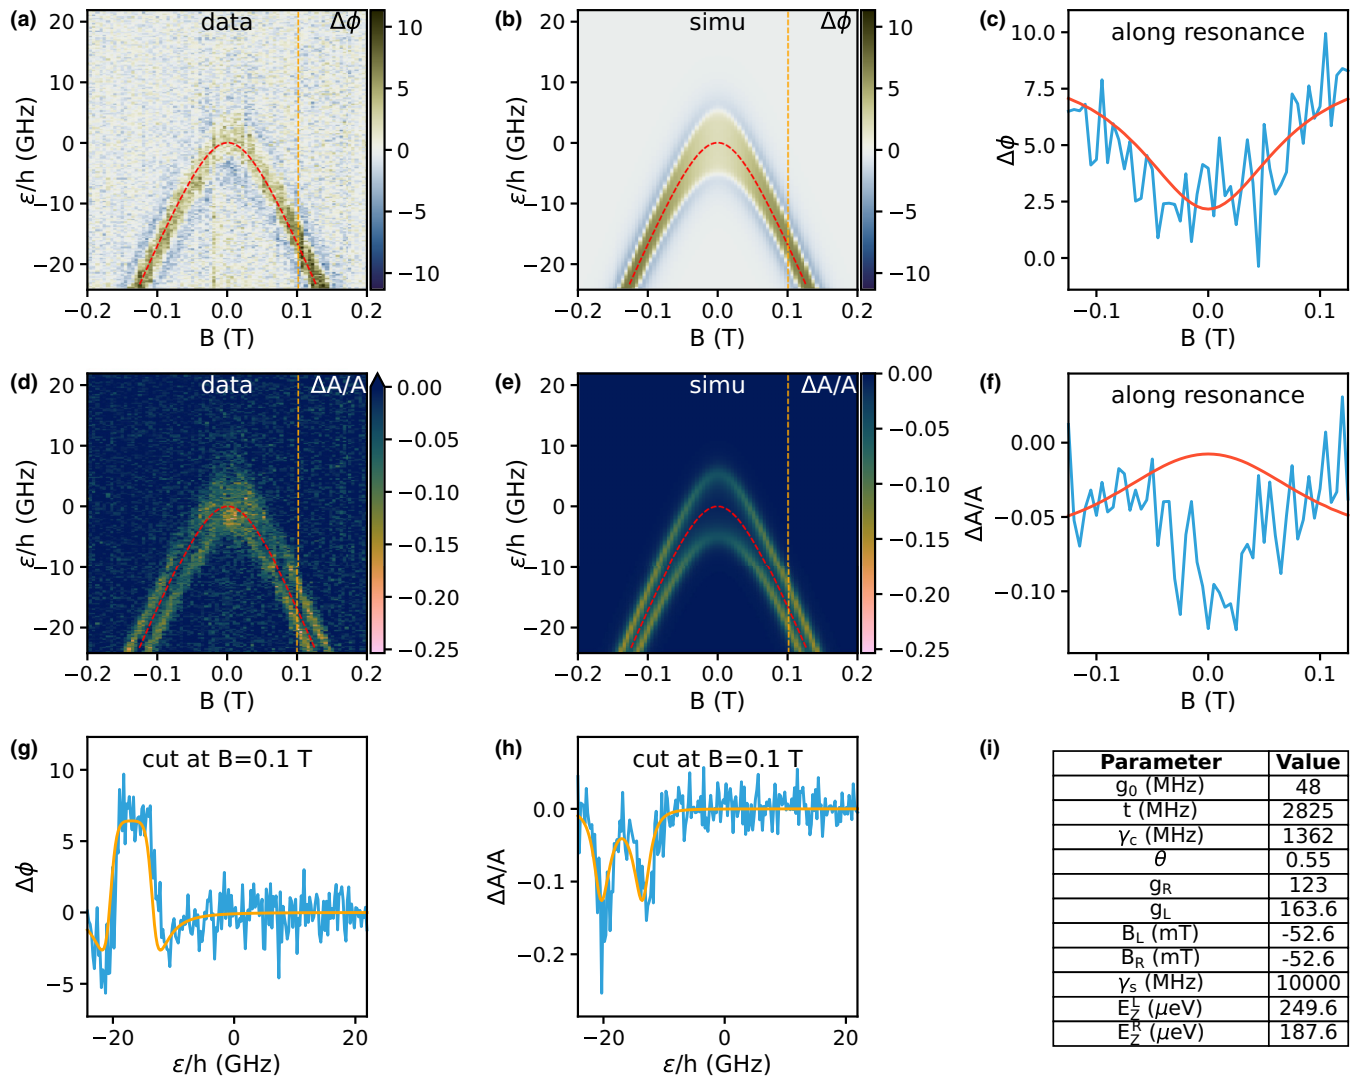 (a)
data
Δϕ
20
10
0
−10
−20
ε/h (GHz)
−0.2
−0.1
0.0
0.1
0.2
B (T)
10
5
0
−5
−10
(b)
simu
Δϕ
20
10
0
−10
−20
ε/h (GHz)
−0.2
−0.1
0.0
0.1
0.2
B (T)
10
5
0
−5
−10
(c)
along resonance
10.0
7.5
5.0
2.5
0.0
Δϕ
−0.1
0.0
0.1
B (T)
(d)
data
ΔA/A
20
10
0
−10
−20
ε/h (GHz)
−0.2
−0.1
0.0
0.1
0.2
B (T)
0.00
−0.05
−0.10
−0.15
−0.20
−0.25
(e)
simu
ΔA/A
20
10
0
−10
−20
ε/h (GHz)
−0.2
−0.1
0.0
0.1
0.2
B (T)
0.00
−0.05
−0.10
−0.15
−0.20
−0.25
(f)
along resonance
0.00
−0.05
−0.10
ΔA/A
−0.1
0.0
0.1
B (T)
(g)
cut at B=0.1 T
10
5
0
−5
Δϕ
−20
0
20
ε/h (GHz)
(h)
cut at B=0.1 T
0.0
−0.1
−0.2
ΔA/A
−20
0
20
ε/h (GHz)
(i)
Parameter Value
g₀ (MHz) 48
t (MHz) 2825
γ_c (MHz) 1362
θ 0.55
g_R 123
g_L 163.6
B_L (mT) -52.6
B_R (mT) -52.6
γ_s (MHz) 10000
E_Z^L (μeV) 249.6
E_Z^R (μeV) 187.6